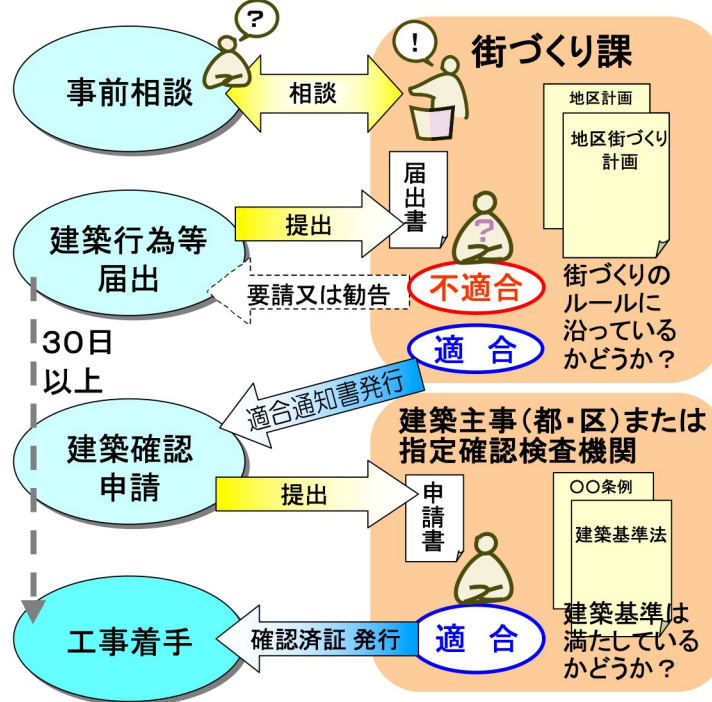 ?
!
街づくり課
事前相談
相談
地区計画
地区街づくり
計画
届出書
建築行為等
届出
提出
?
不適合
要請又は勧告
適 合
街づくりの
ルールに
沿っている
かどうか？
30日
以上
適合通知書発行
建築確認
申請
建築主事（都・区）または
指定確認検査機関
提出
申請書
〇〇条例
建築基準法
工事着手
確認済証 発行
適 合
建築基準は
満たしている
かどうか？